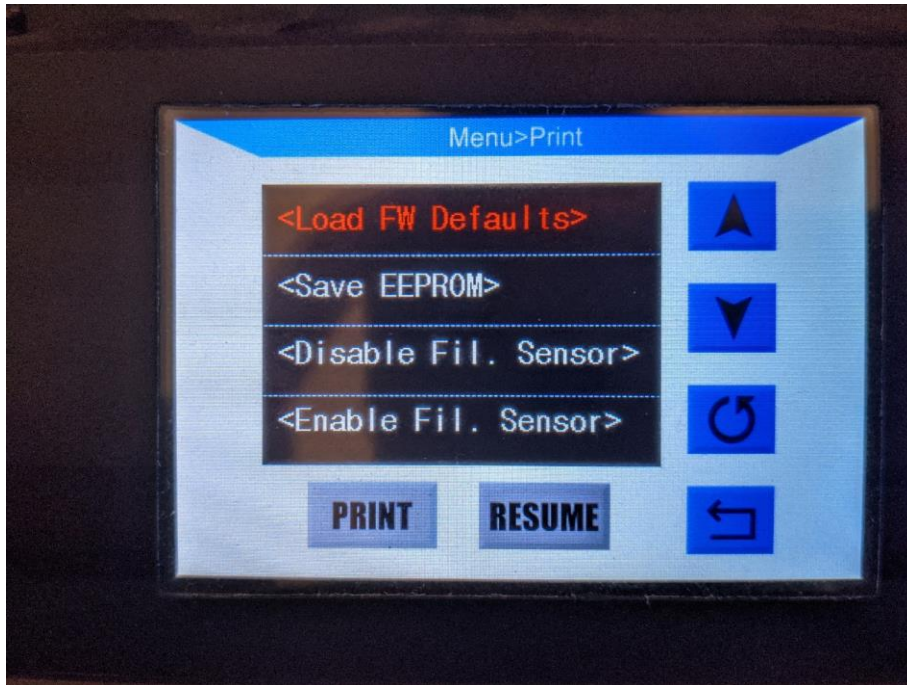 Menu>Print
<Load FW Defaults>
<Save EEPROM>
<Disable Fil. Sensor>
<Enable Fil. Sensor>
PRINT RESUME